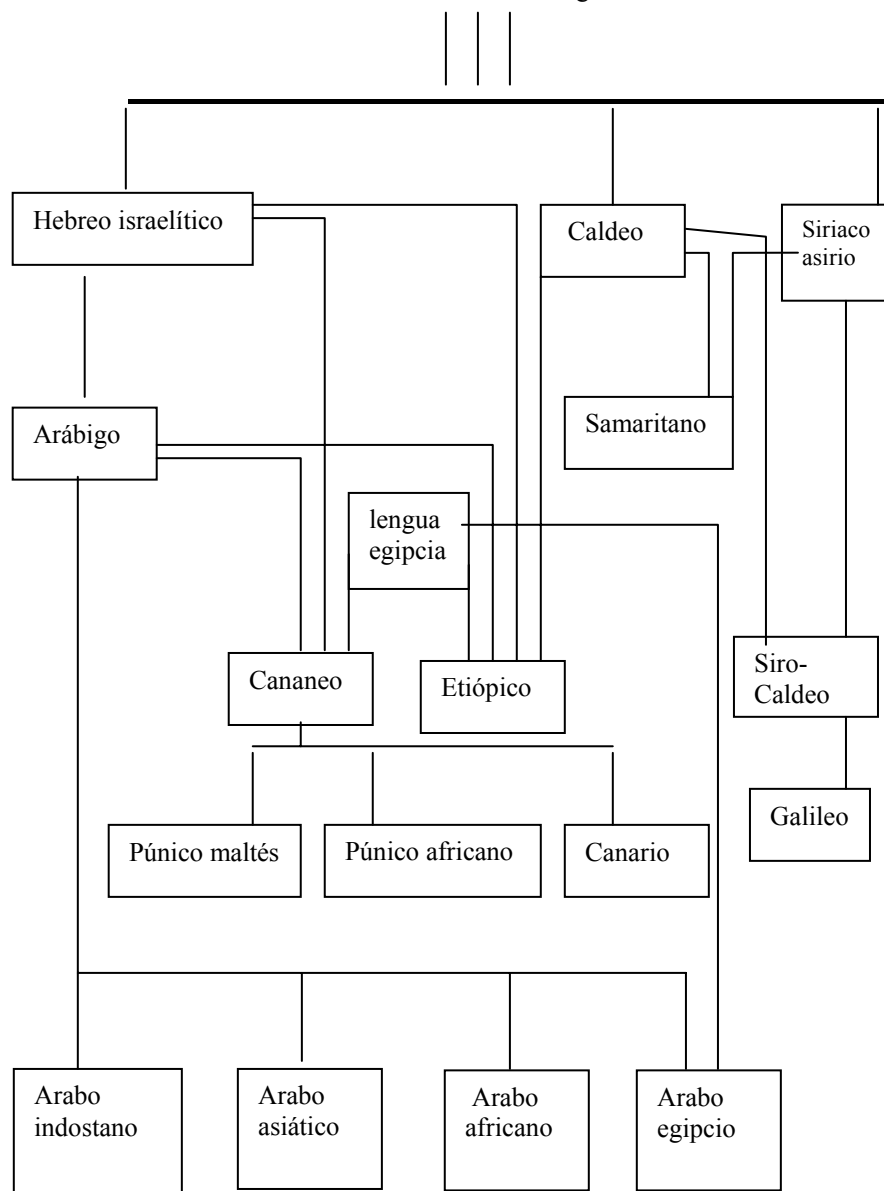 Hebreo israelítico
Caldeo
Siriaco
asirio
Arábigo
Samaritano
lengua
egipcia
Cananeo
Etiópico
Siro-
Caldeo
Púnico maltés
Púnico africano
Canario
Galileo
Arabo
indostano
Arabo
asiático
Arabo
africano
Arabo
egipcio